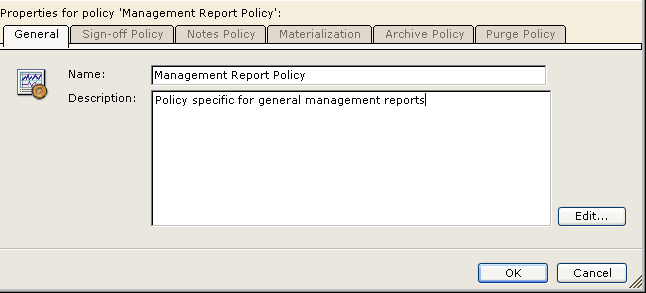 Properties for policy 'Management Report Policy':
General Sign-off Policy Notes Policy Materialization Archive Policy Purge Policy
Name: Management Report Policy
Description: Policy specific for general management reports
Edit...
OK Cancel